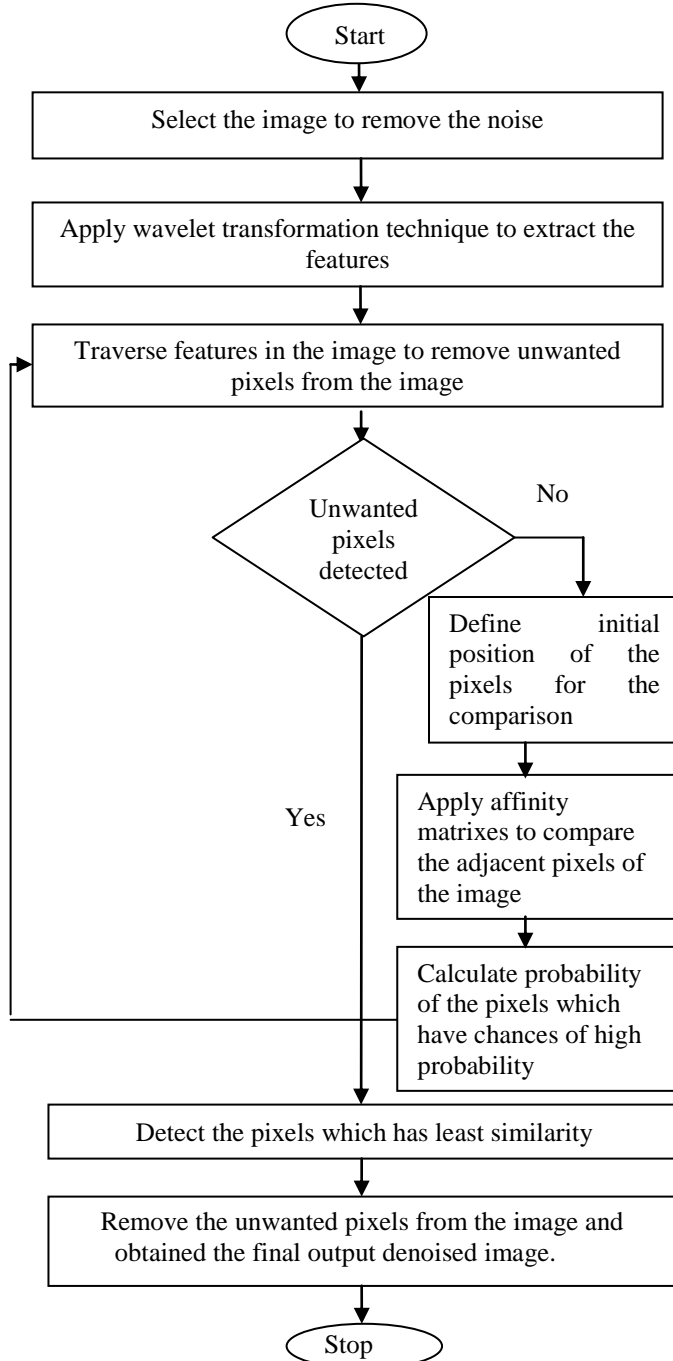 Start
Select the image to remove the noise
Apply wavelet transformation technique to extract the
features
Traverse features in the image to remove unwanted
pixels from the image
No
Unwanted
pixels
detected
Define initial
position of the
pixels for the
comparison
Yes
Apply affinity
matrixes to compare
the adjacent pixels of
the image
Calculate probability
of the pixels which
have chances of high
probability
Detect the pixels which has least similarity
Remove the unwanted pixels from the image and
obtained the final output denoised image.
Stop